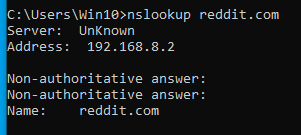 C:\Users\Win10>nslookup reddit.com
Server:  UnKnown
Address:  192.168.8.2
Non-authoritative answer:
Non-authoritative answer:
Name:    reddit.com